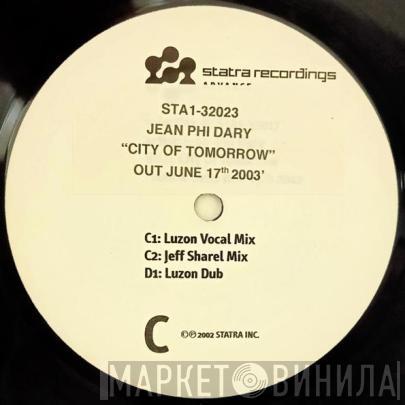 statra recordings
ADVANCE
STA1-32023
JEAN PHI DARY
“CITY OF TOMORROW”
OUT JUNE 17th 2003’
C1: Luzon Vocal Mix
C2: Jeff Sharel Mix
D1: Luzon Dub
C
©℗2002 STATRA INC.
МАРКЕТ ВИНИЛА